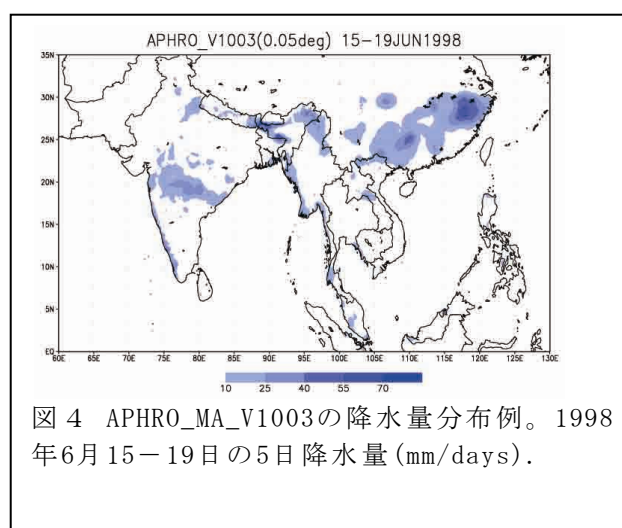 APHRO_V1003(0.05deg) 15-19JUN1998
35N
30N
25N
20N
15N
10N
5N
EQ
60E 65E 70E 75E 80E 85E 90E 95E 100E 105E 110E 115E 120E 125E 130E
10 25 40 55 70
図4 APHRO_MA_V1003の降水量分布例。1998
年6月15-19日の5日降水量(mm/days).